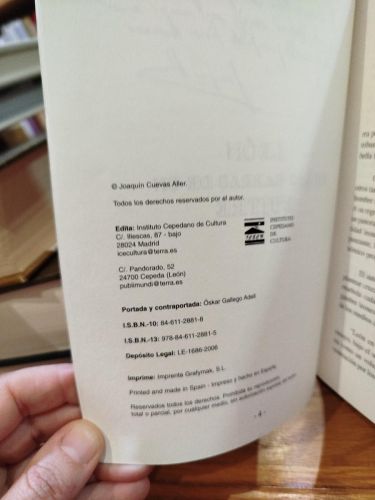 © Joaquín Cuevas Aller.
Todos los derechos reservados por el autor.
Edita: Instituto Cepedano de Cultura
C/. Illescas, 87 - bajo
28024 Madrid
icecultura@terra.es
INSTITUTO
CEPEDANO
DE
CULTURA
C/. Pandorado, 52
24700 Cepeda (León)
publimundi@terra.es
Portada y contraportada: Óskar Gallego Adeli
I.S.B.N.-10: 84-611-2881-8
I.S.B.N.-13: 978-84-611-2881-5
Depósito Legal: LE-1686-2006
Imprime: Imprenta Grafymak, S.L.
Printed and made in Spain - Impreso y hecho en España.
Reservados todos los derechos. Prohibida su reproducción,
total o parcial, por cualquier medio, sin autorización
- 4 -